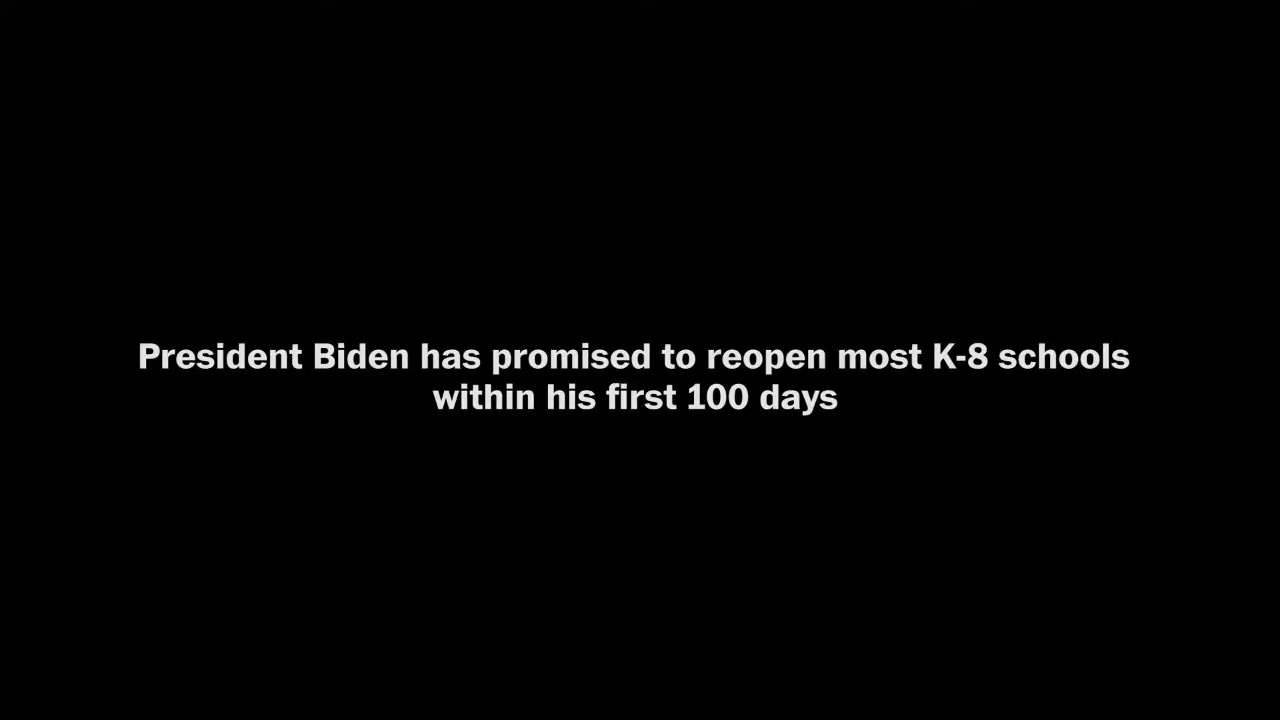 President Biden has promised to reopen most K-8 schools
within his first 100 days